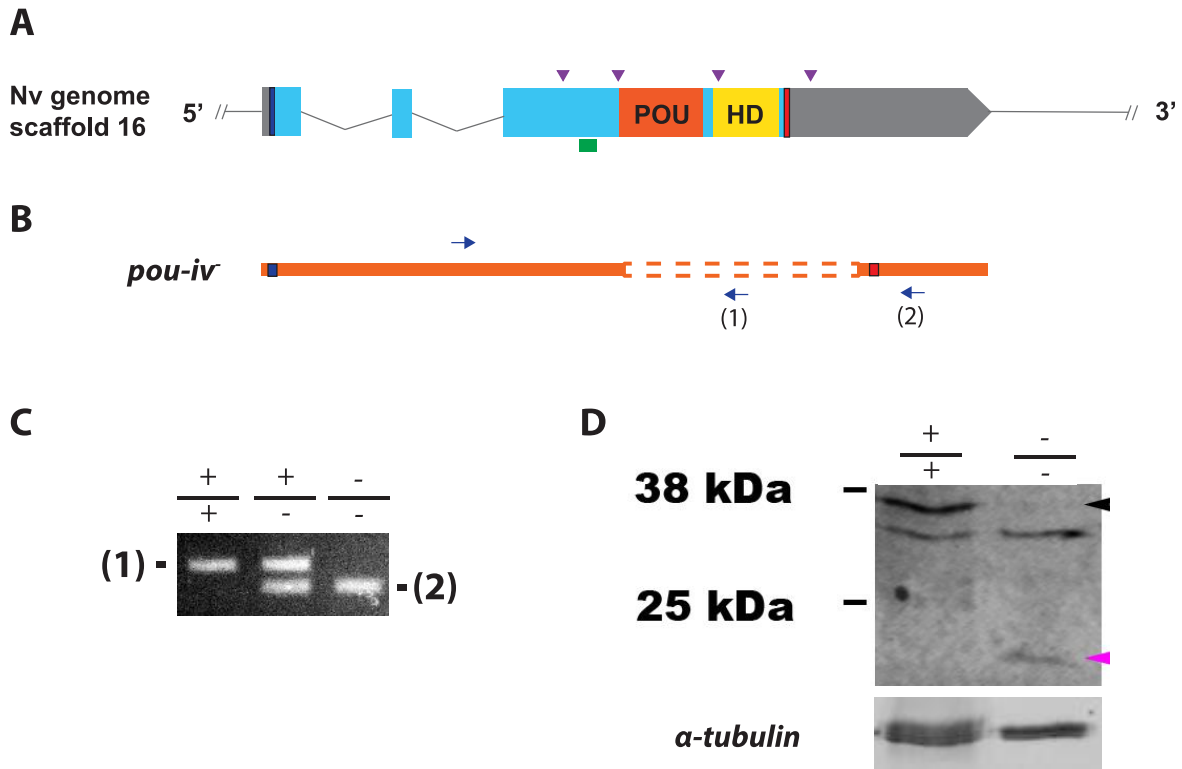 A
Nv genome
scaffold 16
5’
POU
HD
3’
B
pou-iv-
(1)
(2)
C
+ + -
+ - -
(1)
(2)
D
+ -
+ -
38 kDa
25 kDa
α-tubulin